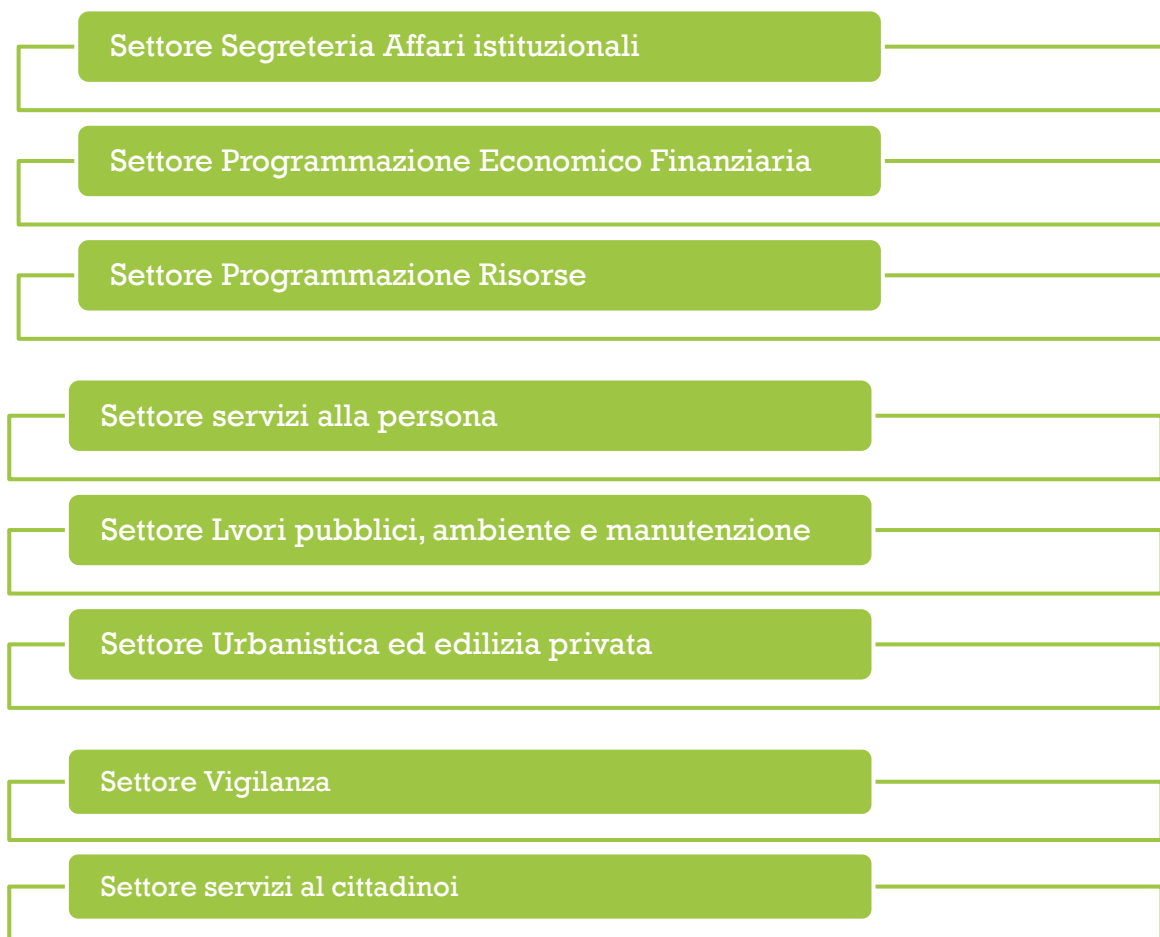 Settore Segreteria Affari istituzionali
Settore Programmazione Economico Finanziaria
Settore Programmazione Risorse
Settore servizi alla persona
Settore Lvori pubblici, ambiente e manutenzione
Settore Urbanistica ed edilizia privata
Settore Vigilanza
Settore servizi al cittadinoi